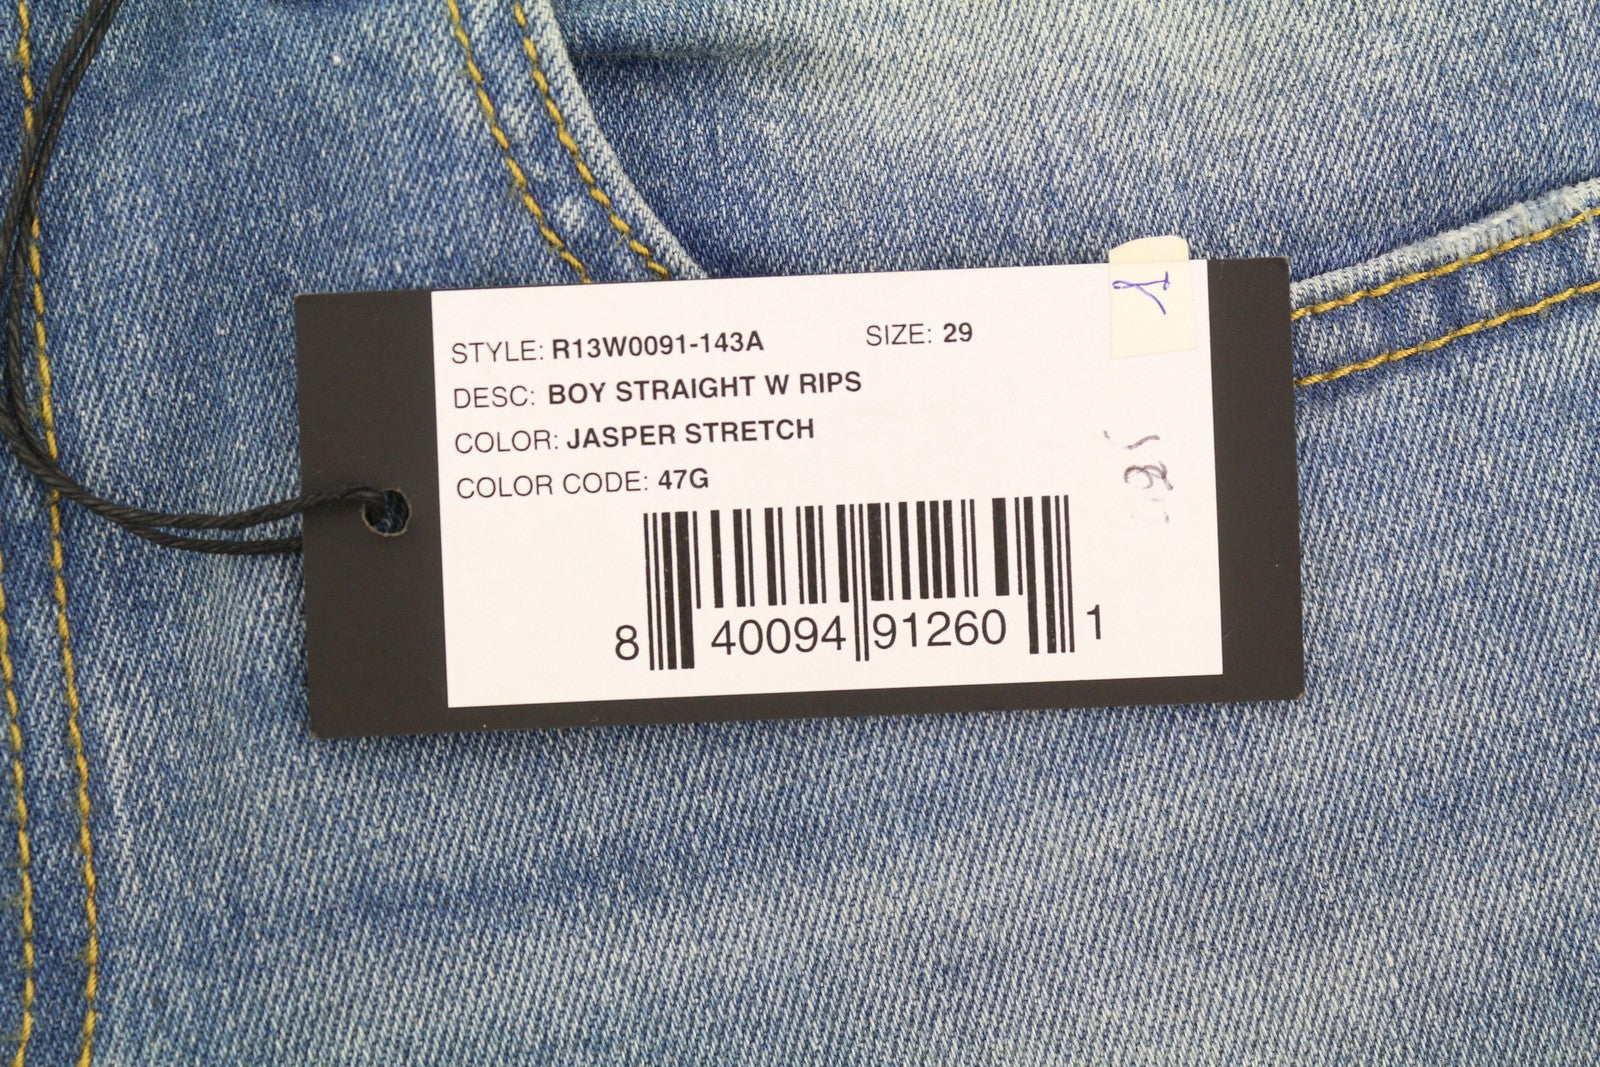 STYLE: R13W0091-143A SIZE: 29
DESC: BOY STRAIGHT W RIPS
COLOR: JASPER STRETCH
COLOR CODE: 47G
8 40094 91260 1